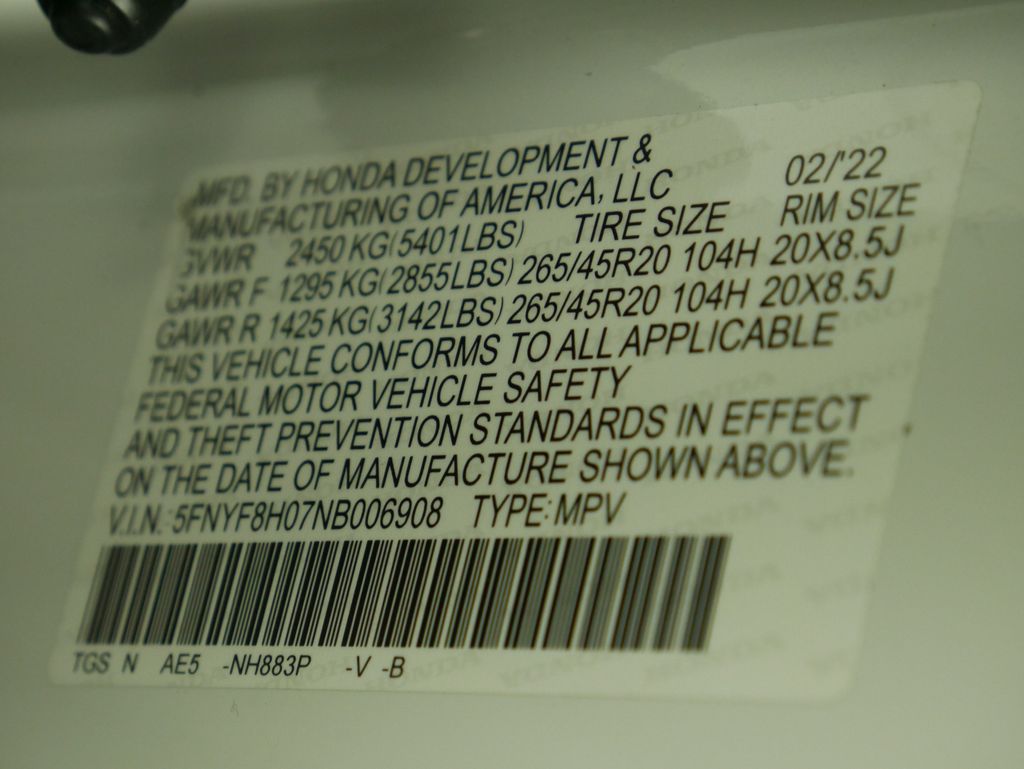 MFD. BY HONDA DEVELOPMENT &
MANUFACTURING OF AMERICA, LLC 02/'22
GVWR 2450 KG(5401LBS) TIRE SIZE RIM SIZE
GAWR F 1295 KG(2855LBS) 265/45R20 104H 20X8.5J
GAWR R 1425 KG(3142LBS) 265/45R20 104H 20X8.5J
THIS VEHICLE CONFORMS TO ALL APPLICABLE
FEDERAL MOTOR VEHICLE SAFETY
AND THEFT PREVENTION STANDARDS IN EFFECT
ON THE DATE OF MANUFACTURE SHOWN ABOVE.
V.I.N.: 5FNYF8H07NB006908 TYPE: MPV
TGS N AE5 -NH883P -V -B